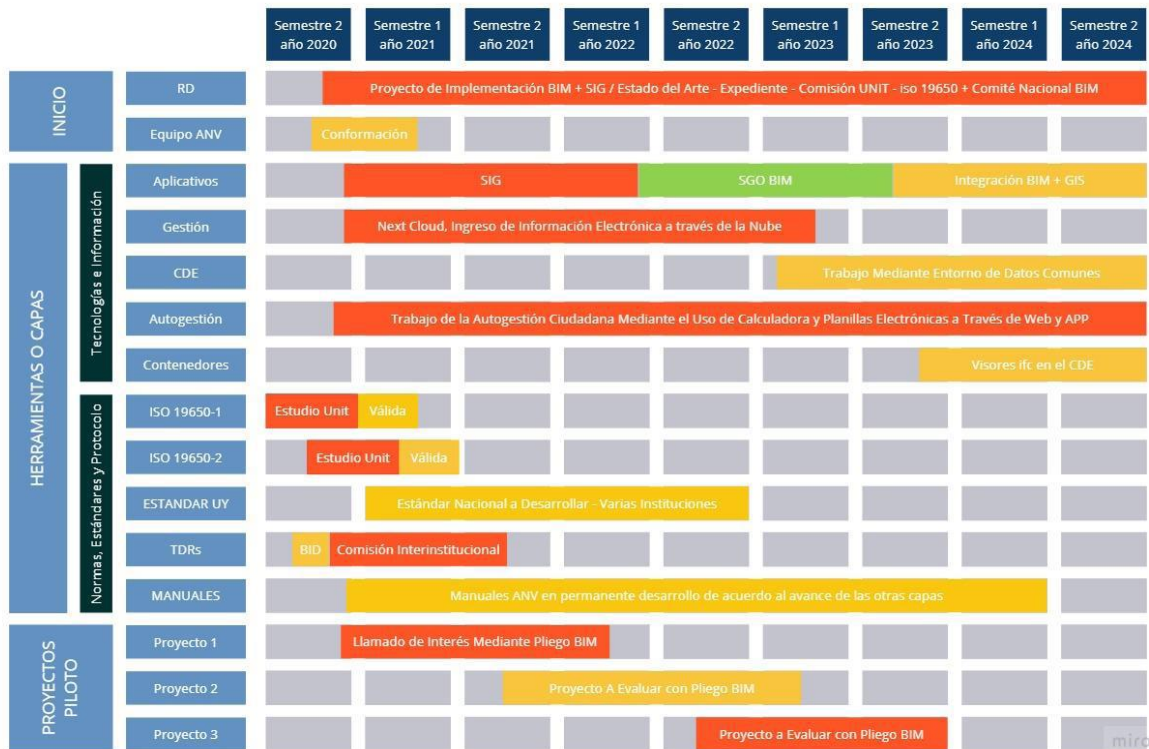 Semestre 2
año 2020
Semestre 1
año 2021
Semestre 2
año 2021
Semestre 1
año 2022
Semestre 2
año 2022
Semestre 1
año 2023
Semestre 2
año 2023
Semestre 1
año 2024
Semestre 2
año 2024
INICIO
RD
Proyecto de Implementación BIM + SIG / Estado del Arte - Expediente - Comisión UNIT - iso 19650 + Comité Nacional BIM
Equipo ANV
Conformación
HERRAMIENTAS O CAPAS
Tecnologías e Información
Aplicativos
SIG
SGO BIM
Integración BIM + GIS
Gestión
Next Cloud, Ingreso de Información Electrónica a través de la Nube
CDE
Trabajo Mediante Entorno de Datos Comunes
Autogestión
Trabajo de la Autogestión Ciudadana Mediante el Uso de Calculadora y Planillas Electrónicas a Través de Web y APP
Contenedores
Visores Ifc en el CDE
Normas, Estándares y Protocolo
ISO 19650-1
Estudio Unit
Válida
ISO 19650-2
Estudio Unit
Válida
ESTANDAR UY
Estándar Nacional a Desarrollar - Varias Instituciones
TDRs
BID
Comisión Interinstitucional
MANUALES
Manuales ANV en permanente desarrollo de acuerdo al avance de las otras capas
PROYECTOS
PILOTO
Proyecto 1
Llamado de Interés Mediante Pliego BIM
Proyecto 2
Proyecto A Evaluar con Pliego BIM
Proyecto 3
Proyecto a Evaluar con Pliego BIM
miro